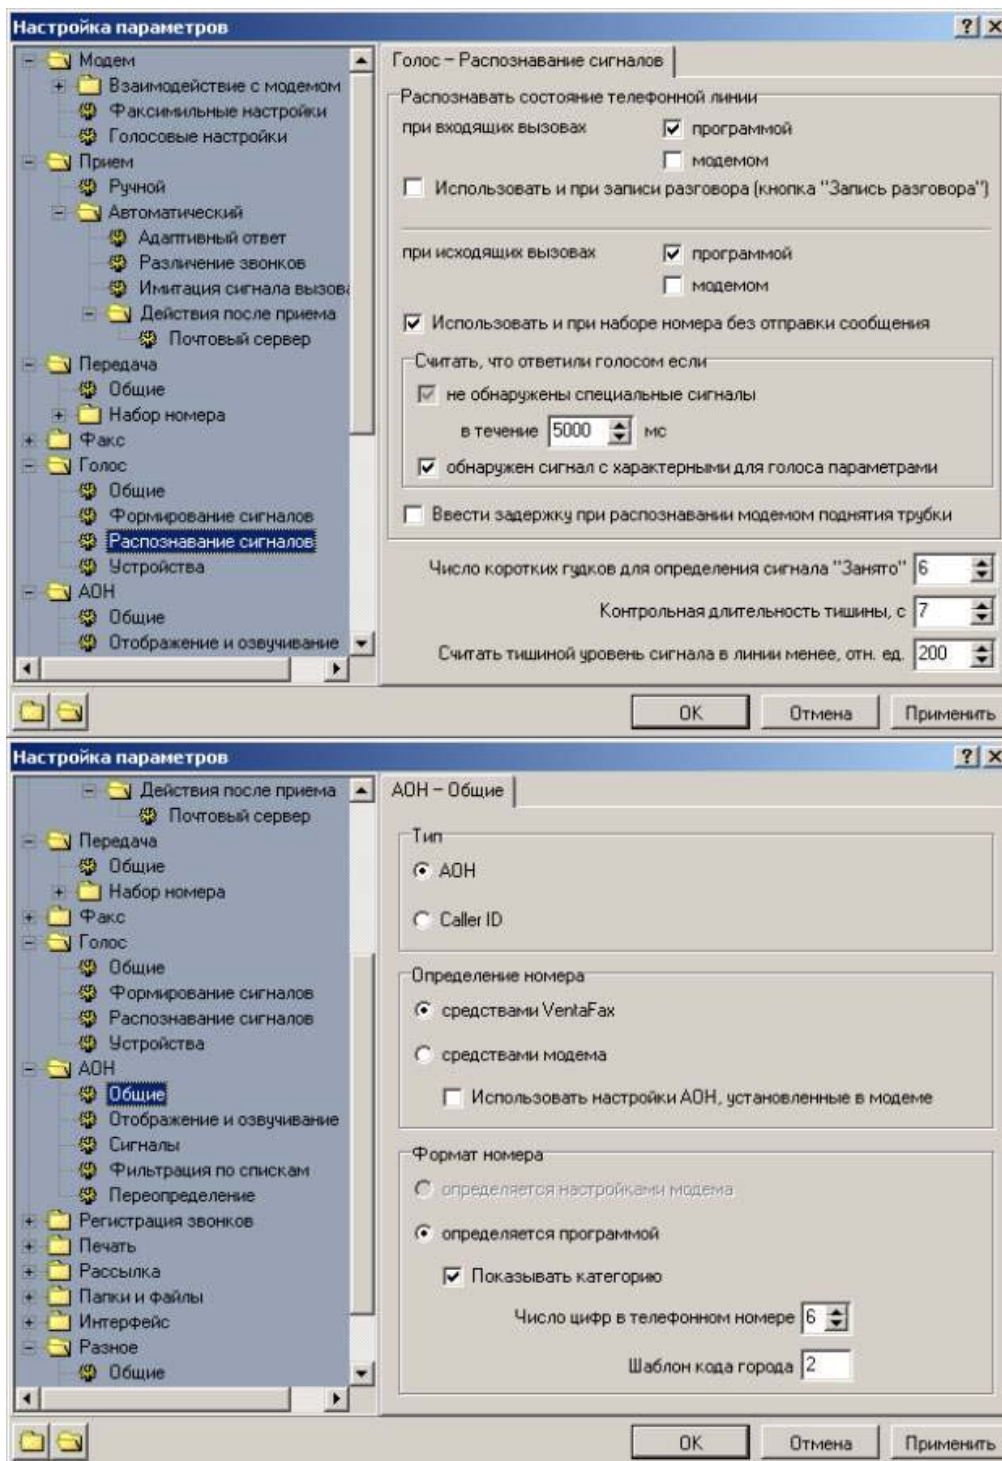 Настройка параметров
Модем
Взаимодействие с модемом
Факсимильные настройки
Голосовые настройки
Прием
Ручной
Автоматический
Адаптивный ответ
Различение звонков
Имитация сигнала вызова
Действия после приема
Почтовый сервер
Передача
Общие
Набор номера
Факс
Голос
Общие
Формирование сигналов
Распознавание сигналов
Устройства
АОН
Общие
Отображение и озвучивание
Голос – Распознавание сигналов
Распознавать состояние телефонной линии
при входящих вызовах программой
модемом
Использовать и при записи разговора (кнопка "Запись разговора")
при исходящих вызовах программой
модемом
Использовать и при наборе номера без отправки сообщения
Считать, что ответили голосом если
не обнаружены специальные сигналы
в течение 5000 мс
обнаружен сигнал с характерными для голоса параметрами
Ввести задержку при распознавании модемом поднятия трубки
Число коротких гудков для определения сигнала "Занято" 6
Контрольная длительность тишины, с 7
Считать тишиной уровень сигнала в линии менее, отн. ед. 200
OK Отмена Применить
Настройка параметров
Действия после приема
Почтовый сервер
Передача
Общие
Набор номера
Факс
Голос
Общие
Формирование сигналов
Распознавание сигналов
Устройства
АОН
Общие
Отображение и озвучивание
Сигналы
Фильтрация по спискам
Переопределение
Регистрация звонков
Печать
Рассылка
Папки и файлы
Интерфейс
Разное
Общие
АОН – Общие
Тип
АОН
Caller ID
Определение номера
средствами VentaFax
средствами модема
Использовать настройки АОН, установленные в модеме
Формат номера
определяется настройками модема
определяется программой
Показывать категорию
Число цифр в телефонном номере 6
Шаблон кода города 2
OK Отмена Применить